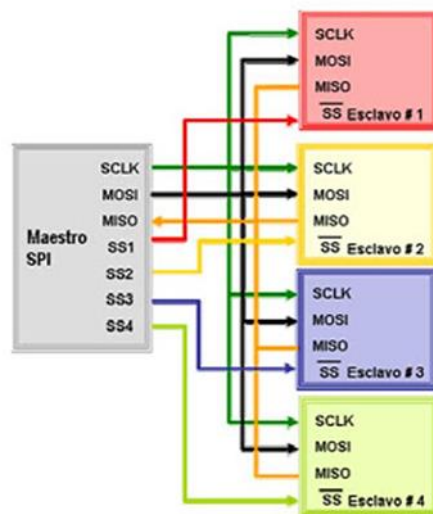 SCLK
MOSI
MISO
SS Esclavo # 1
Maestro
SPI
SCLK
MOSI
MISO
SS1
SS2
SS3
SS4
SCLK
MOSI
MISO
SS Esclavo # 2
SCLK
MOSI
MISO
SS Esclavo # 3
SCLK
MOSI
MISO
SS Esclavo # 4